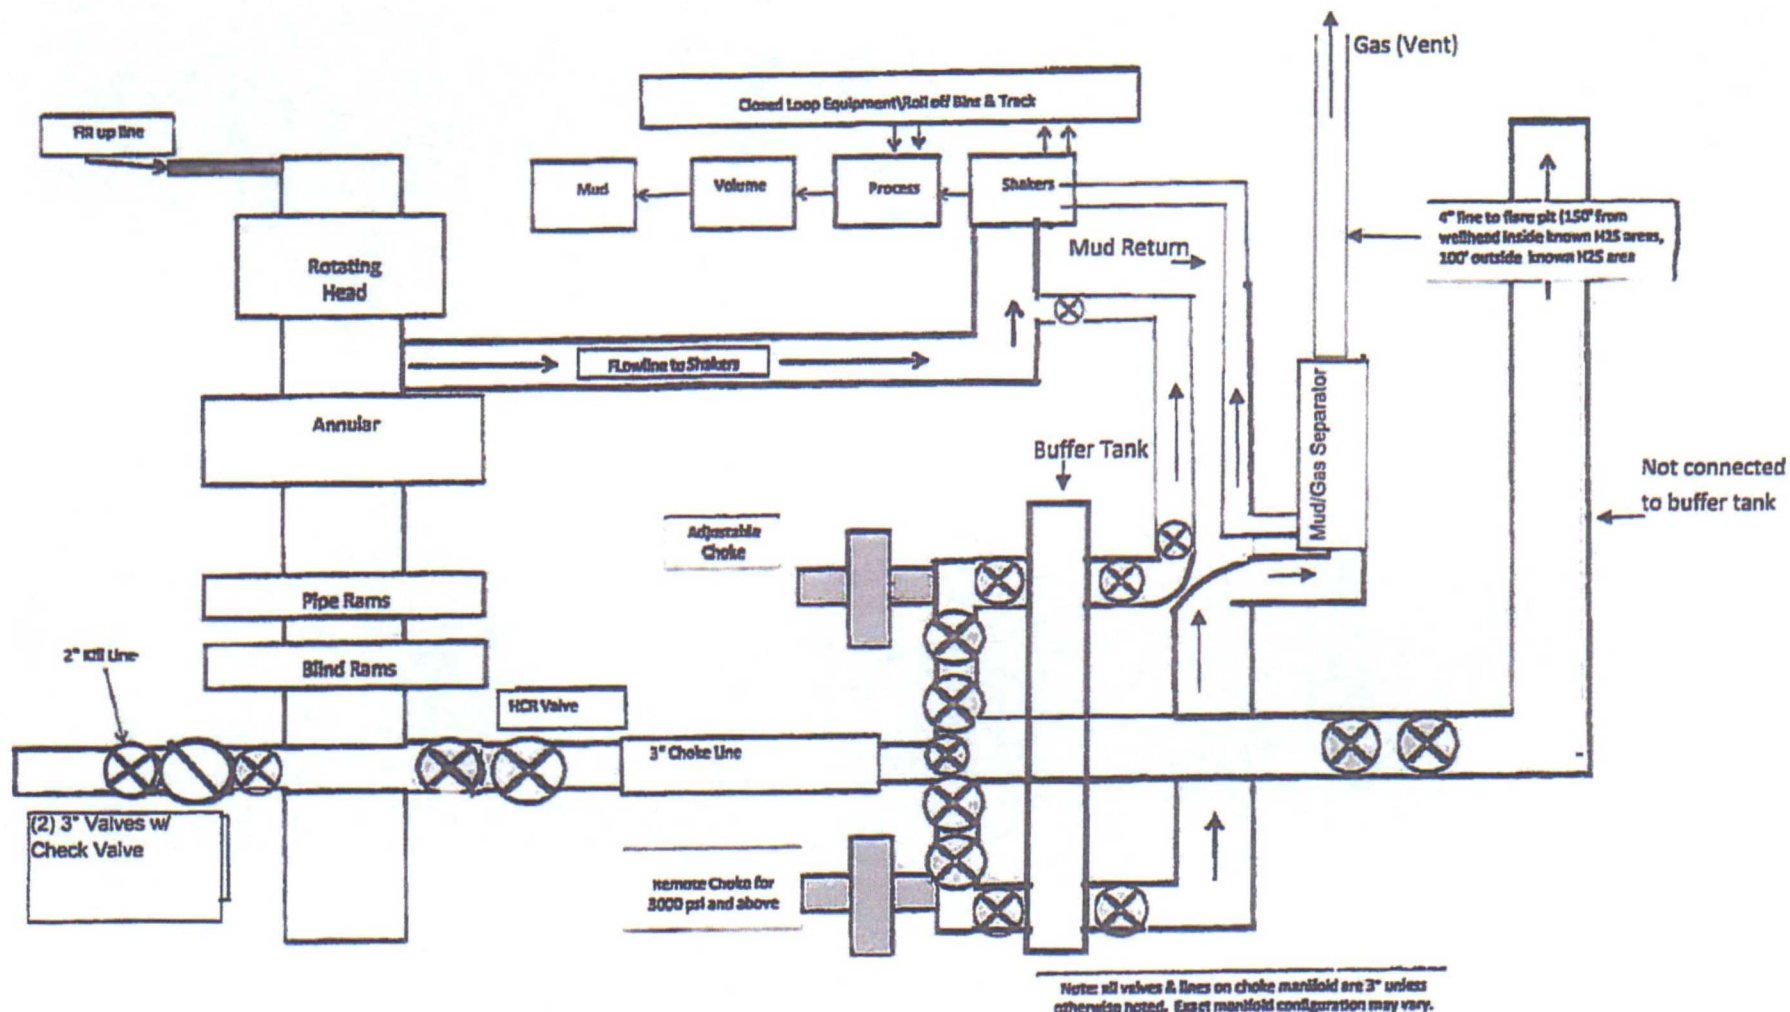 Gas (Vent)
Closed Loop Equipment\Roll off Bins & Track
Fill up line
Mud
Volume
Process
Shakers
4" line to flare pit (150' from
wellhead inside known H2S areas,
100' outside known H2S area
Mud Return
Rotating
Head
FLowline to Shakers
Annular
Buffer Tank
Mud/Gas Separator
Not connected
to buffer tank
Adjustable
Choke
Pipe Rams
Blind Rams
2" Kill Line
HCR Valve
3" Choke Line
(2) 3" Valves w/
Check Valve
Remote Choke for
3000 psi and above
Note: all valves & lines on choke manifold are 3" unless
otherwise noted. Exact manifold configuration may vary.